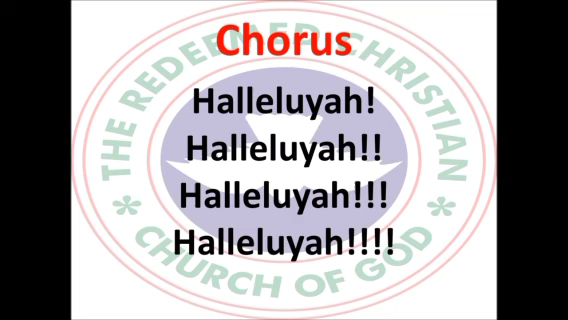 Chorus
Halleluyah!
Halleluyah!!
Halleluyah!!!
Halleluyah!!!!
THE REDEEMED CHRISTIAN
* CHURCH OF GOD *